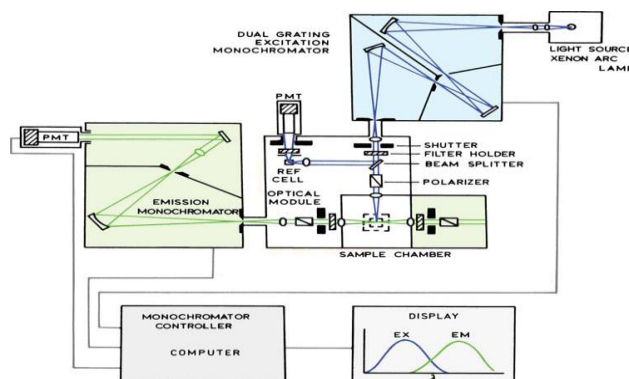 DUAL GRATING
EXCITATION
MONOCHROMATOR
LIGHT SOURCE
XENON ARC
LAMP
PMT
PMT
SHUTTER
FILTER HOLDER
BEAM SPLITTER
REF
CELL
POLARIZER
OPTICAL
MODULE
EMISSION
MONOCHROMATOR
SAMPLE CHAMBER
MONOCHROMATOR
CONTROLLER
COMPUTER
DISPLAY
EX
EM